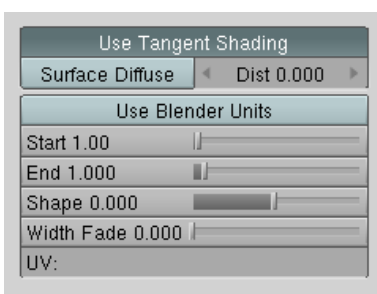 Use Tangent Shading
Surface Diffuse Dist 0.000
Use Blender Units
Start 1.00
End 1.000
Shape 0.000
Width Fade 0.000
UV: